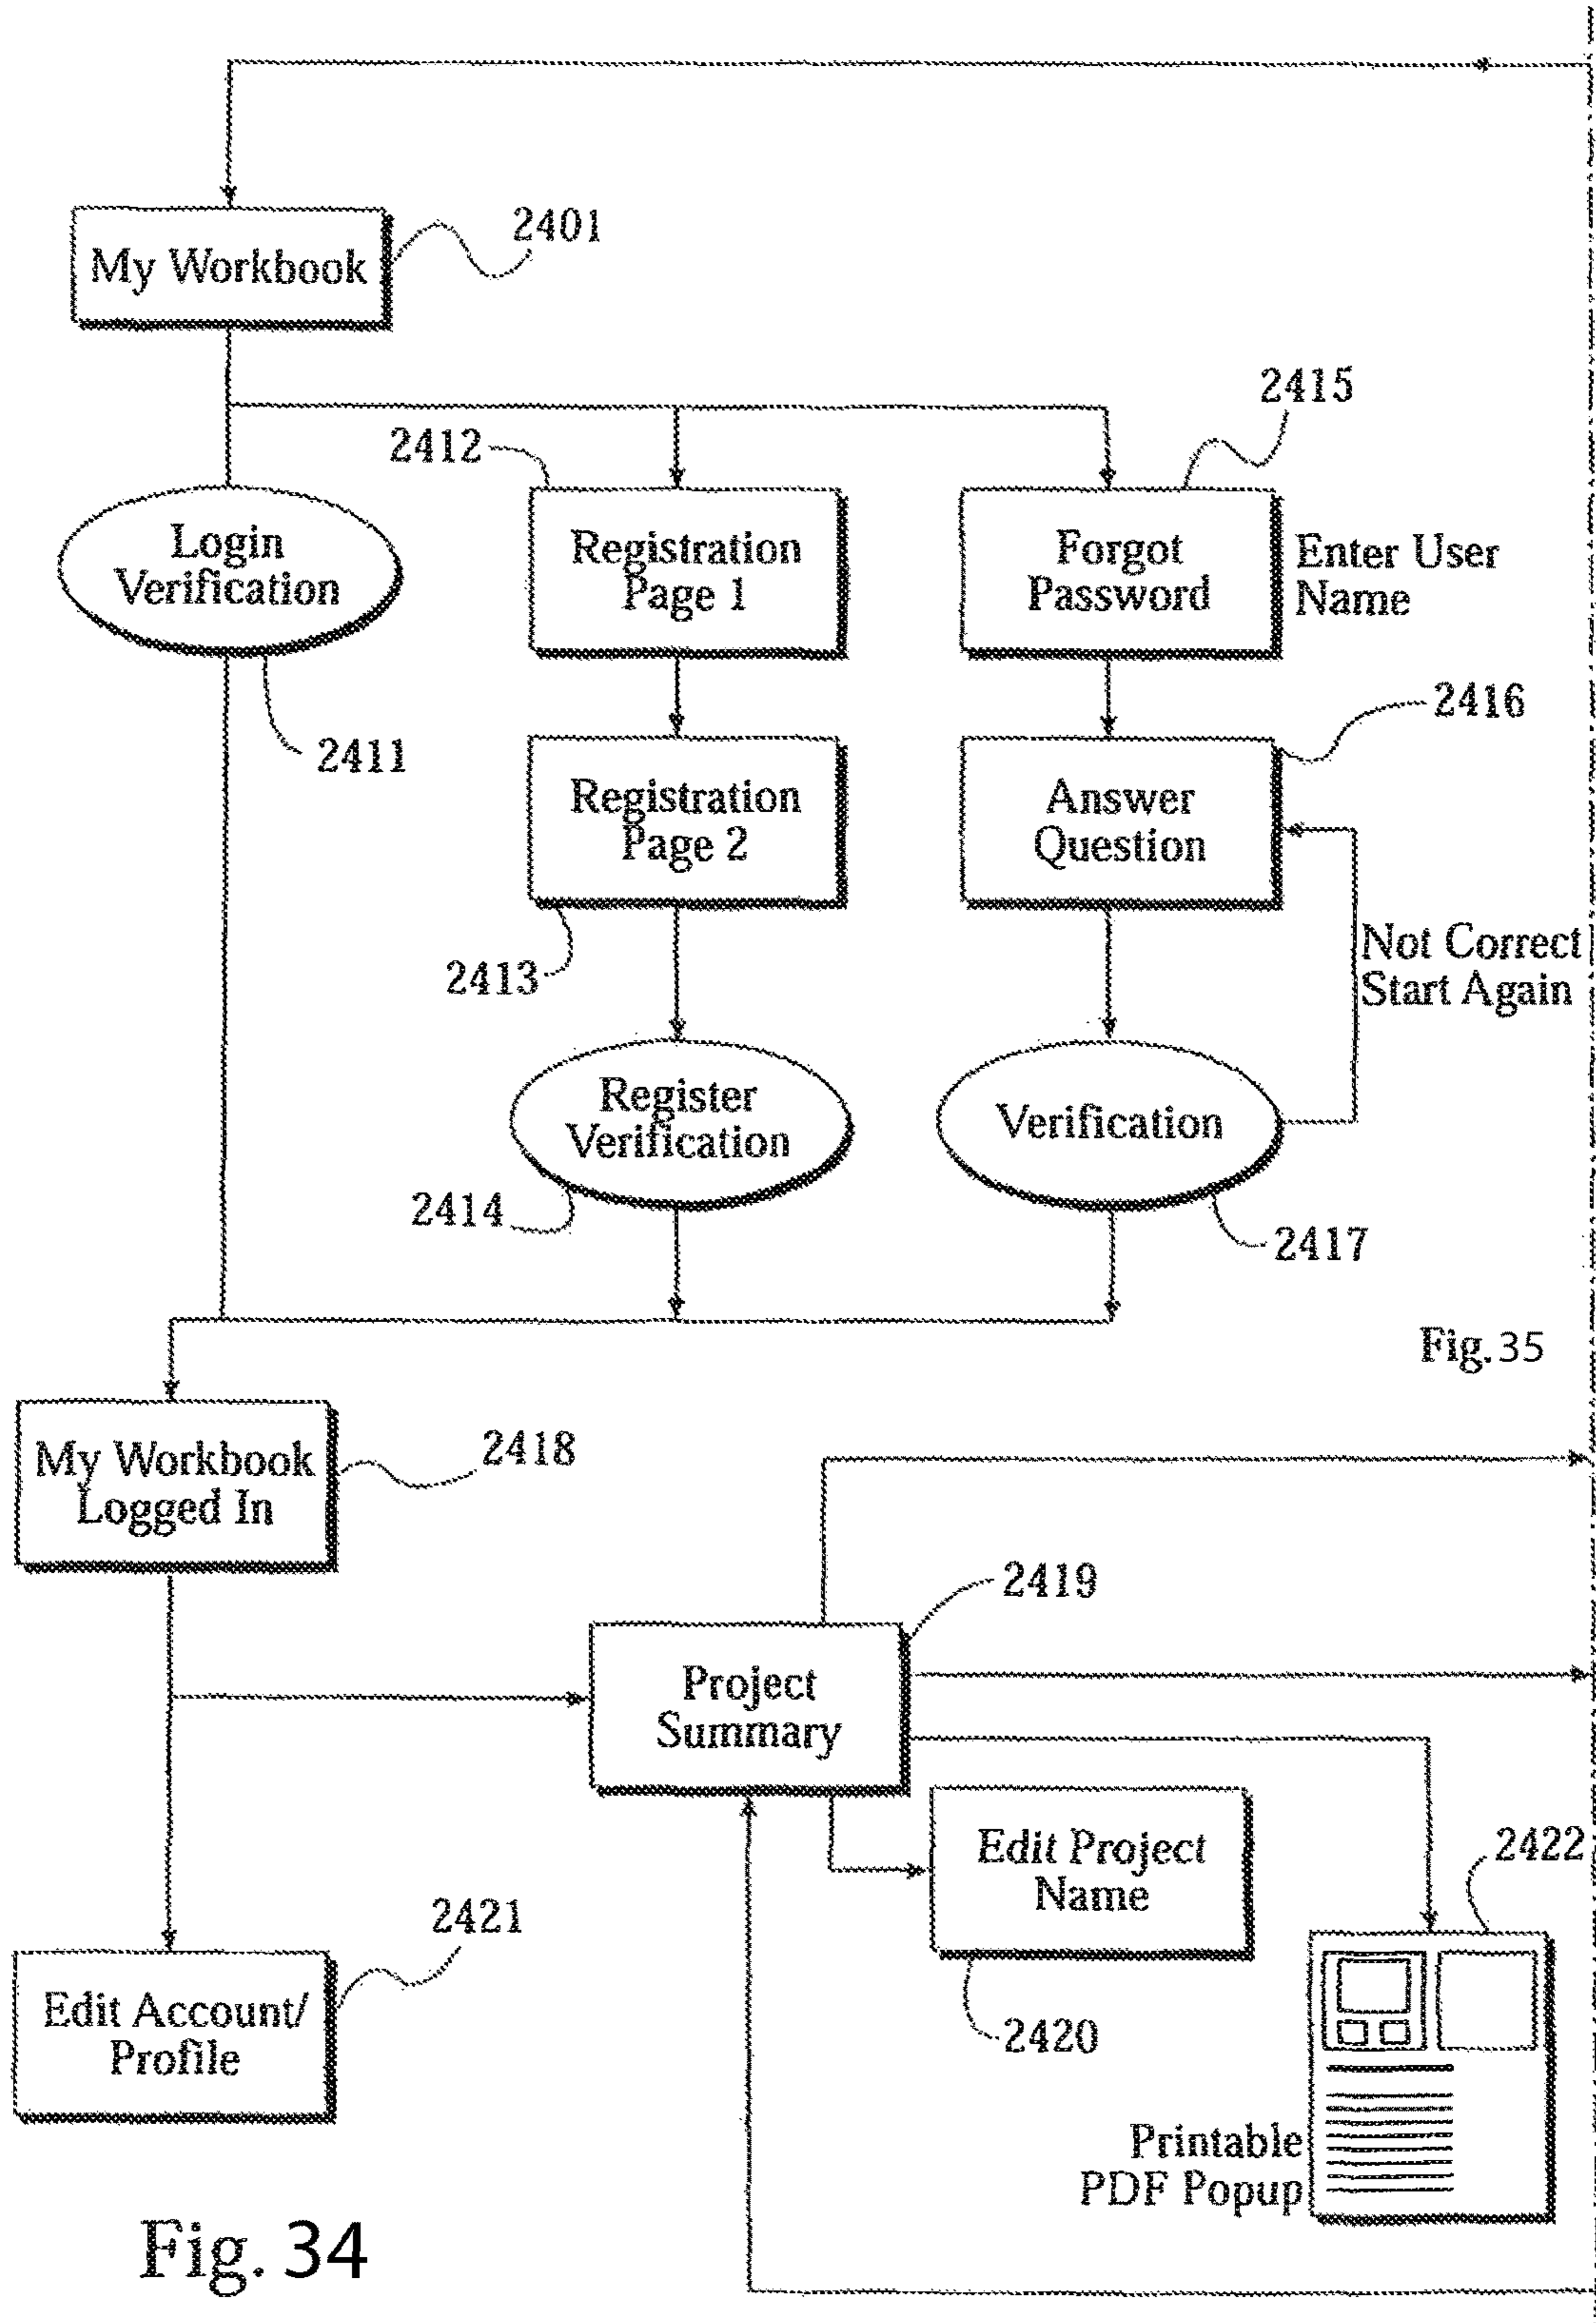 2401
My Workbook
2415
2412
Login
Verification
Registration
Page 1
Forgot
Password
Enter User
Name
2411
2416
Registration
Page 2
Answer
Question
2413
Not Correct
Start Again
Register
Verification
Verification
2414
2417
Fig. 35
My Workbook
Logged In
2418
2419
Project
Summary
Edit Project
Name
2422
2421
2420
Edit Account/
Profile
Printable
PDF Popup
Fig. 34